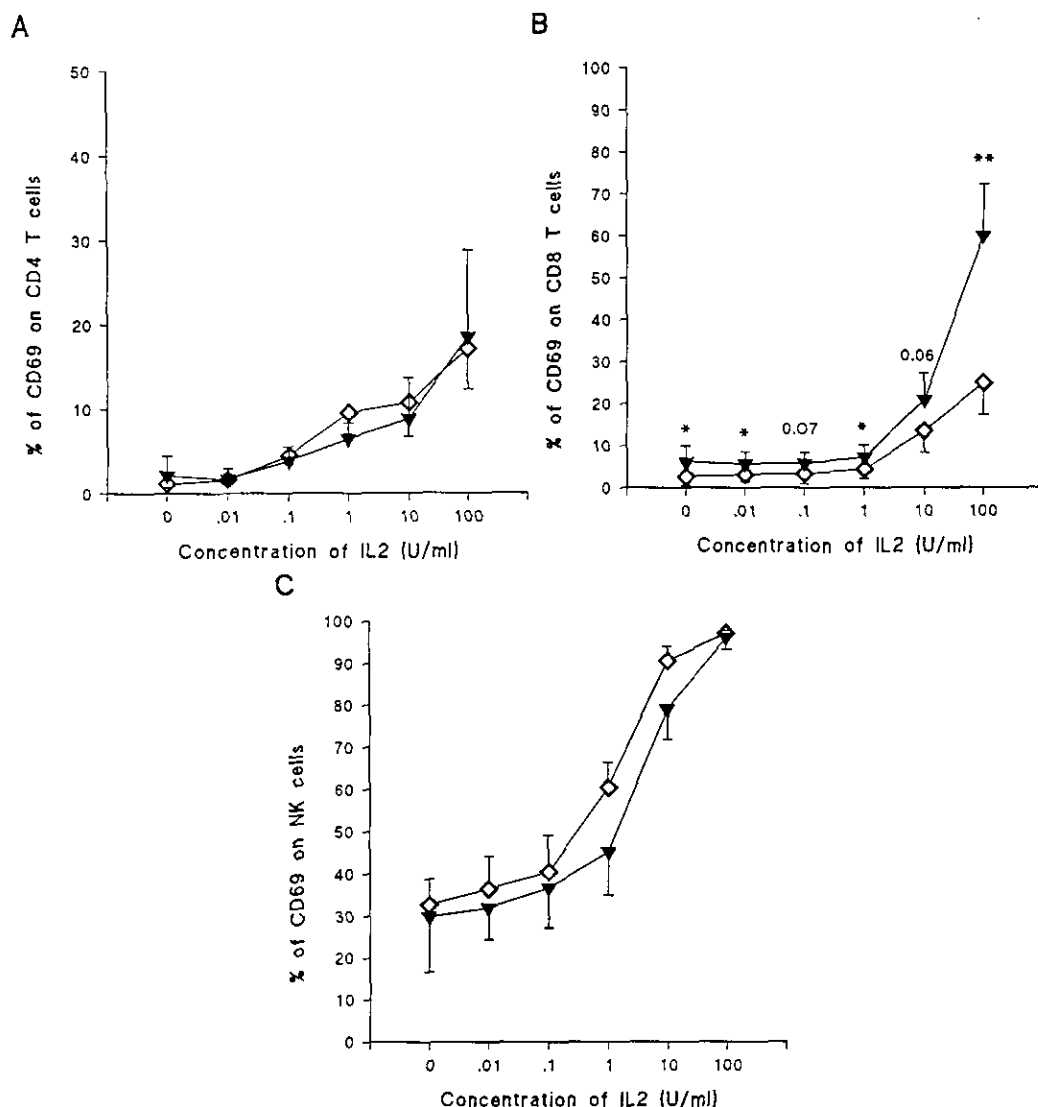 A
50
40
30
20
10
0
% of CD69 on CD4 T cells
0 .01 .1 1 10 100
Concentration of IL2 (U/ml)
B
100
90
80
70
60
50
40
30
20
10
0
% of CD69 on CD8 T cells
* * 0.07 * 0.06 **
0 .01 .1 1 10 100
Concentration of IL2 (U/ml)
C
100
90
80
70
60
50
40
30
20
10
0
% of CD69 on NK cells
0 .01 .1 1 10 100
Concentration of IL2 (U/ml)